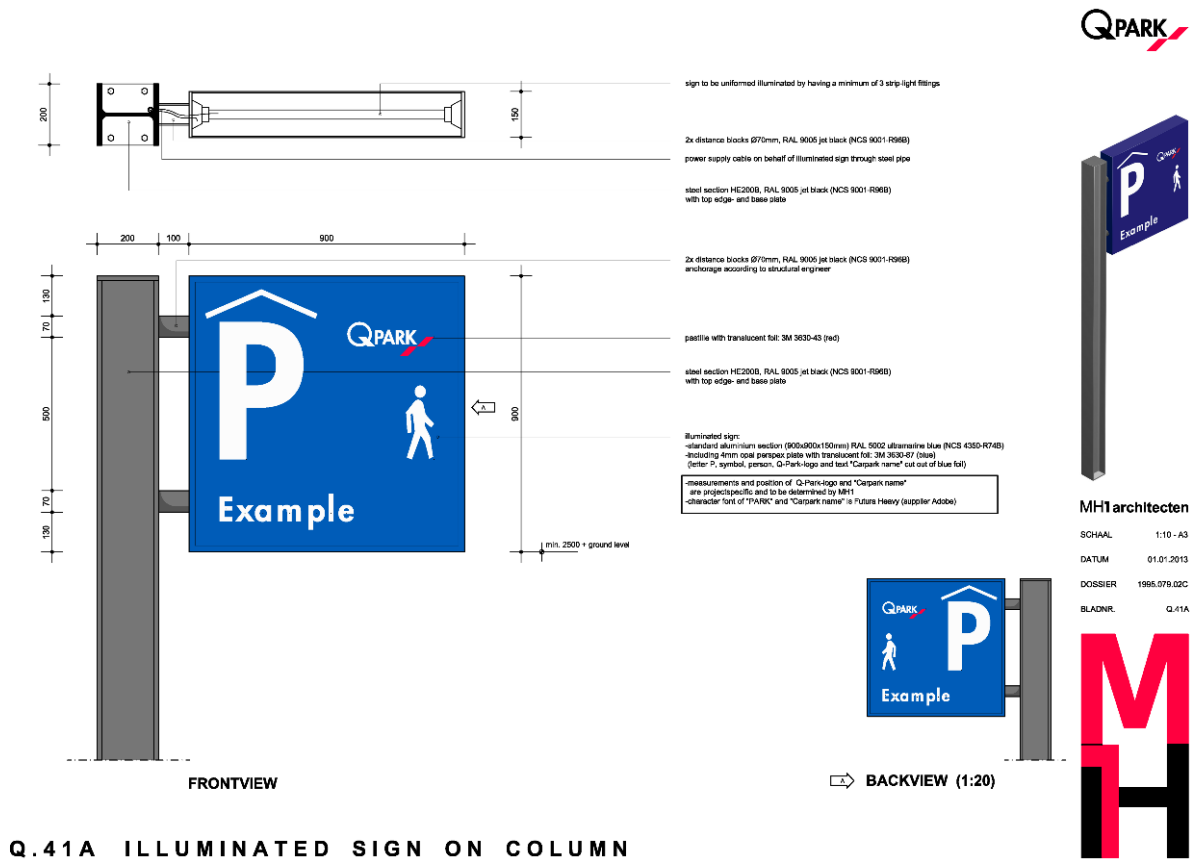 QPARK
sign to be uniformed illuminated by having a minimum of 3 strip-light fittings
200
150
2x distance blocks Ø70mm, RAL 9005 jet black (NCS 9001-R96B)
power supply cable on behalf of illuminated sign through steel pipe
steel section HE200B, RAL 9005 jet black (NCS 9001-R96B)
with top edge- and base plate
QPARK
P
Example
200
100
900
2x distance blocks Ø70mm, RAL 9005 jet black (NCS 9001-R96B)
anchorage according to structural engineer
130
70
500
70
130
P
QPARK
Example
A
900
min. 2500 + ground level
pastille with translucent foil: 3M 3630-43 (red)
steel section HE200B, RAL 9005 jet black (NCS 9001-R96B)
with top edge- and base plate
illuminated sign:
-standard aluminium section (900x900x150mm) RAL 5002 ultramarine blue (NCS 4350-R74B)
-including 4mm opal perspex plate with translucent foil: 3M 3630-87 (blue)
(letter P, symbol, person, Q-Park-logo and text "Carpark name" cut out of blue foil)
-measurements and position of Q-Park-logo and "Carpark name"
are projectspecific and to be determined by MH1
-character font of "PARK" and "Carpark name" is Futura Heavy (supplier Adobe)
MH1architecten
SCHAAL 1:10 - A3
DATUM 01.01.2013
DOSSIER 1995.079.02C
BLADNR. Q.41A
QPARK
P
Example
FRONTVIEW
A BACKVIEW (1:20)
MH1
Q.41A ILLUMINATED SIGN ON COLUMN